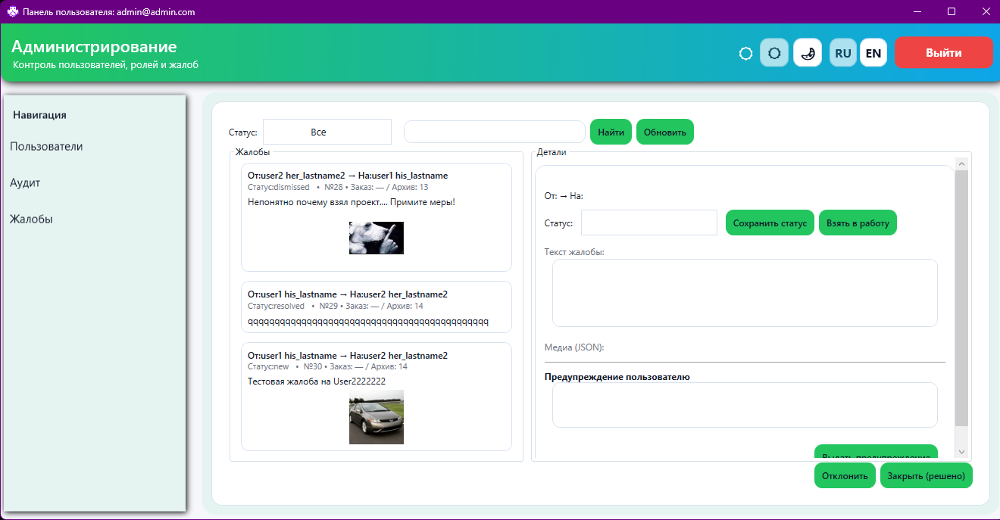 Панель пользователя: admin@admin.com
Администрирование
Контроль пользователей, ролей и жалоб
RU
EN
Выйти
Навигация
Пользователи
Аудит
Жалобы
Статус:
Все
Найти
Обновить
Жалобы
От:user2 her_lastname2 → На:user1 his_lastname
Статус:dismissed • №28 • Заказ: — / Архив: 13
Непонятно почему взял проект.... Примите меры!
От:user1 his_lastname → На:user2 her_lastname2
Статус:resolved • №29 • Заказ: — / Архив: 14
qqqqqqqqqqqqqqqqqqqqqqqqqqqqqqqqqqqqqqqqqqqqq
От:user1 his_lastname → На:user2 her_lastname2
Статус:new • №30 • Заказ: — / Архив: 14
Тестовая жалоба на User2222222
Детали
От: → На:
Статус:
Сохранить статус
Взять в работу
Текст жалобы:
Медиа (JSON):
Предупреждение пользователю
Выдать предупреждение
Отклонить
Закрыть (решено)